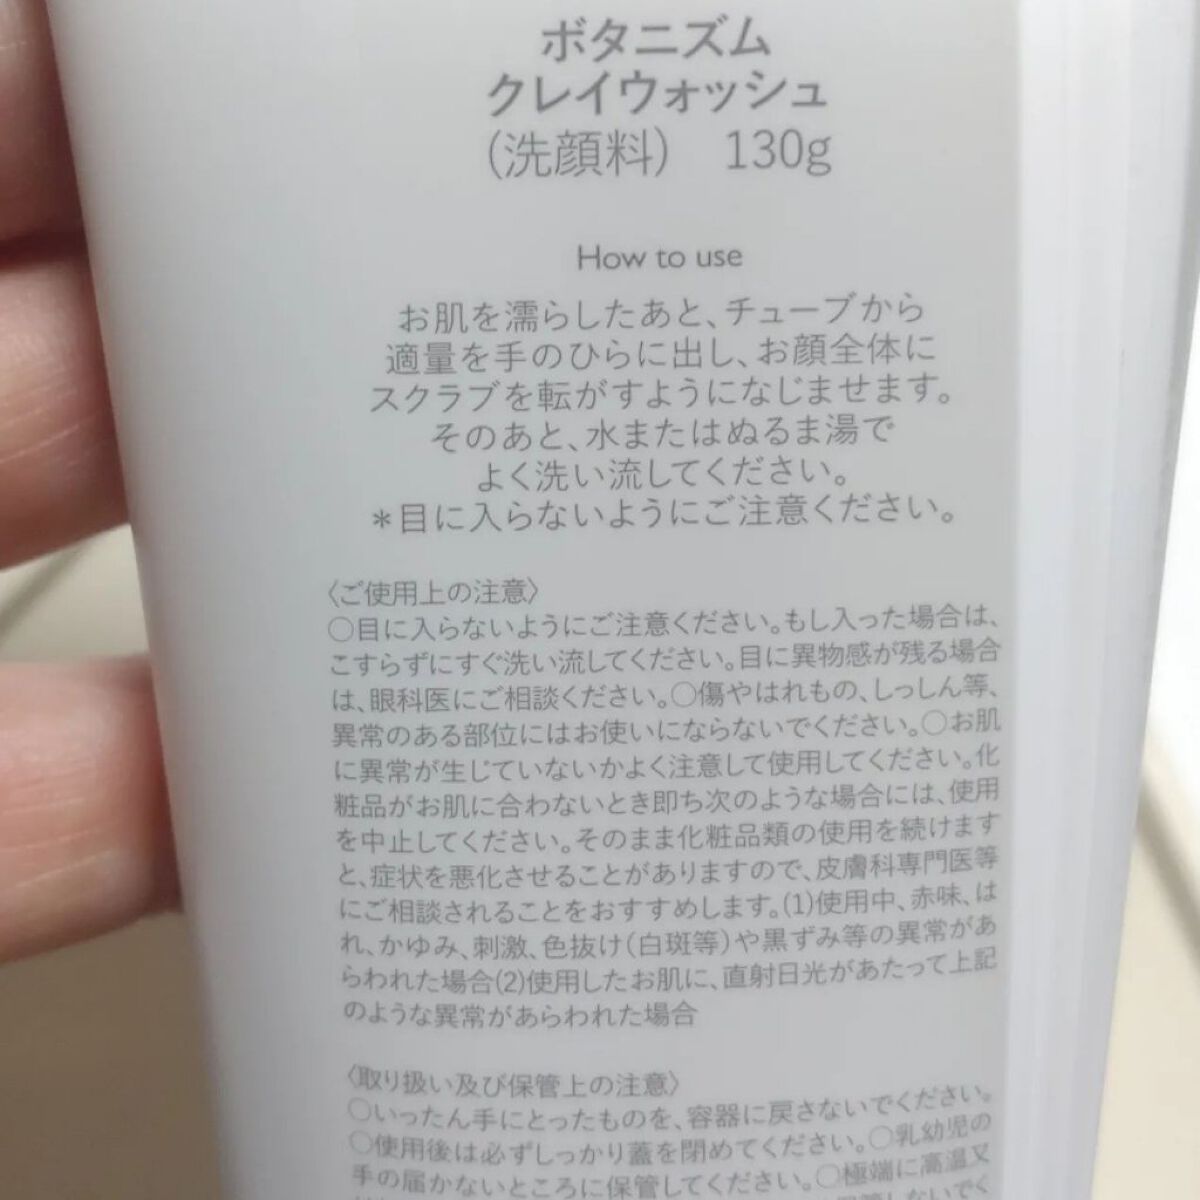 ボタニズム
クレイウォッシュ
（洗顔料） 130g
How to use
お肌を濡らしたあと、チューブから
適量を手のひらに出し、お顔全体に
スクラブを転がすようになじませます。
そのあと、水またはぬるま湯で
よく洗い流してください。
＊目に入らないようにご注意ください。
〈ご使用上の注意〉
○目に入らないようにご注意ください。もし入った場合は、
こすらずにすぐ洗い流してください。目に異物感が残る場合
は、眼科医にご相談ください。○傷やはれもの、しっしん等、
異常のある部位にはお使いにならないでください。○お肌
に異常が生じていないかよく注意して使用してください。化
粧品がお肌に合わないとき即ち次のような場合には、使用
を中止してください。そのまま化粧品類の使用を続けます
と、症状を悪化させることがありますので、皮膚科専門医等
にご相談されることをおすすめします。(1)使用中、赤味、は
れ、かゆみ、刺激、色抜け（白斑等）や黒ずみ等の異常があ
らわれた場合(2)使用したお肌に、直射日光があたって上記
のような異常があらわれた場合
〈取り扱い及び保管上の注意〉
○いったん手にとったものを、容器に戻さないでください。
○使用後は必ずしっかり蓋を閉めてください。○乳幼児の
手の届かないところに保管してください。○極端に高温又